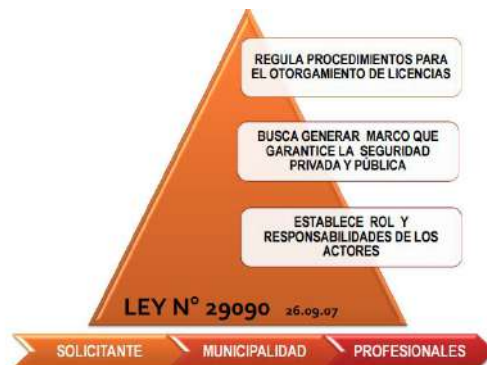 REGULA PROCEDIMIENTOS PARA
EL OTORGAMIENTO DE LICENCIAS
BUSCA GENERAR MARCO QUE
GARANTICE LA SEGURIDAD
PRIVADA Y PÚBLICA
ESTABLECE ROL Y
RESPONSABILIDADES DE LOS
ACTORES
LEY N° 29090 26.09.07
SOLICITANTE MUNICIPALIDAD PROFESIONALES